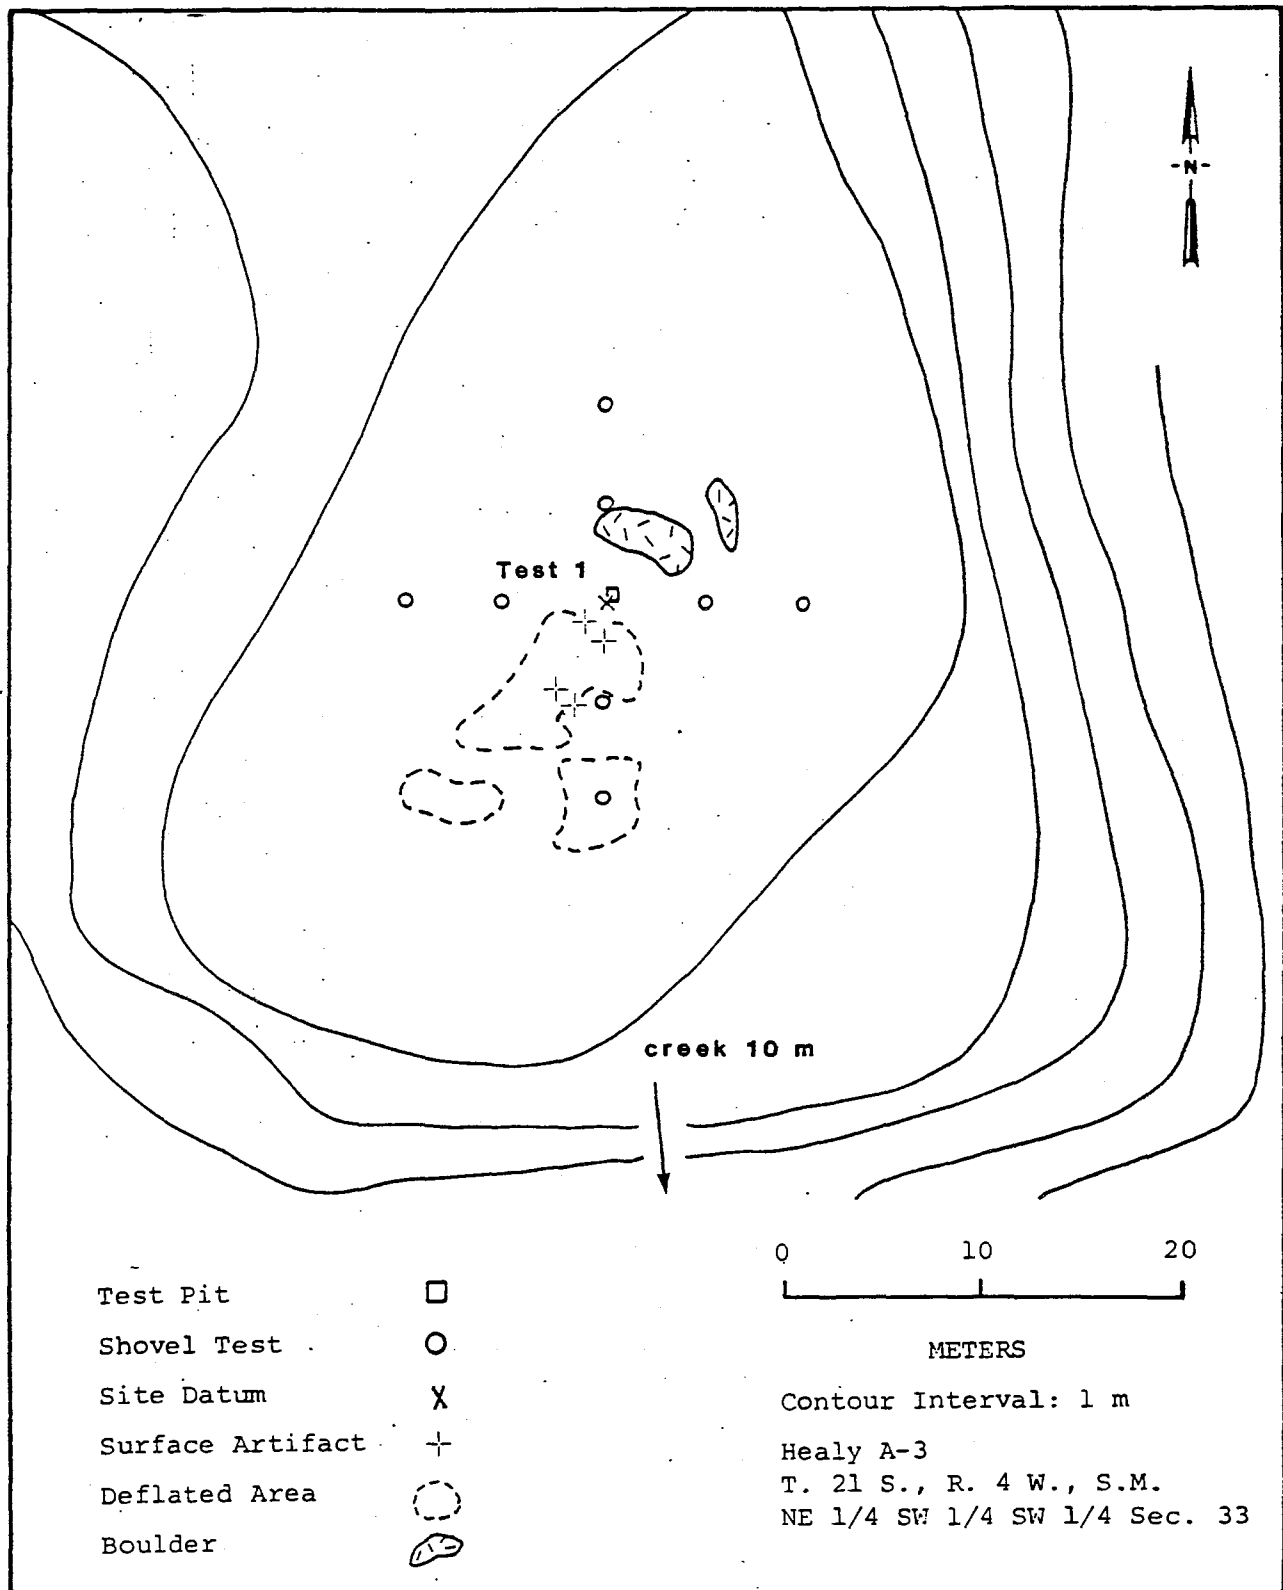 -N-
Test 1
creek 10 m
0 10 20
METERS
Test Pit
Shovel Test
Site Datum
Surface Artifact
Deflated Area
Boulder
Contour Interval: 1 m
Healy A-3
T. 21 S., R. 4 W., S.M.
NE 1/4 SW 1/4 SW 1/4 Sec. 33